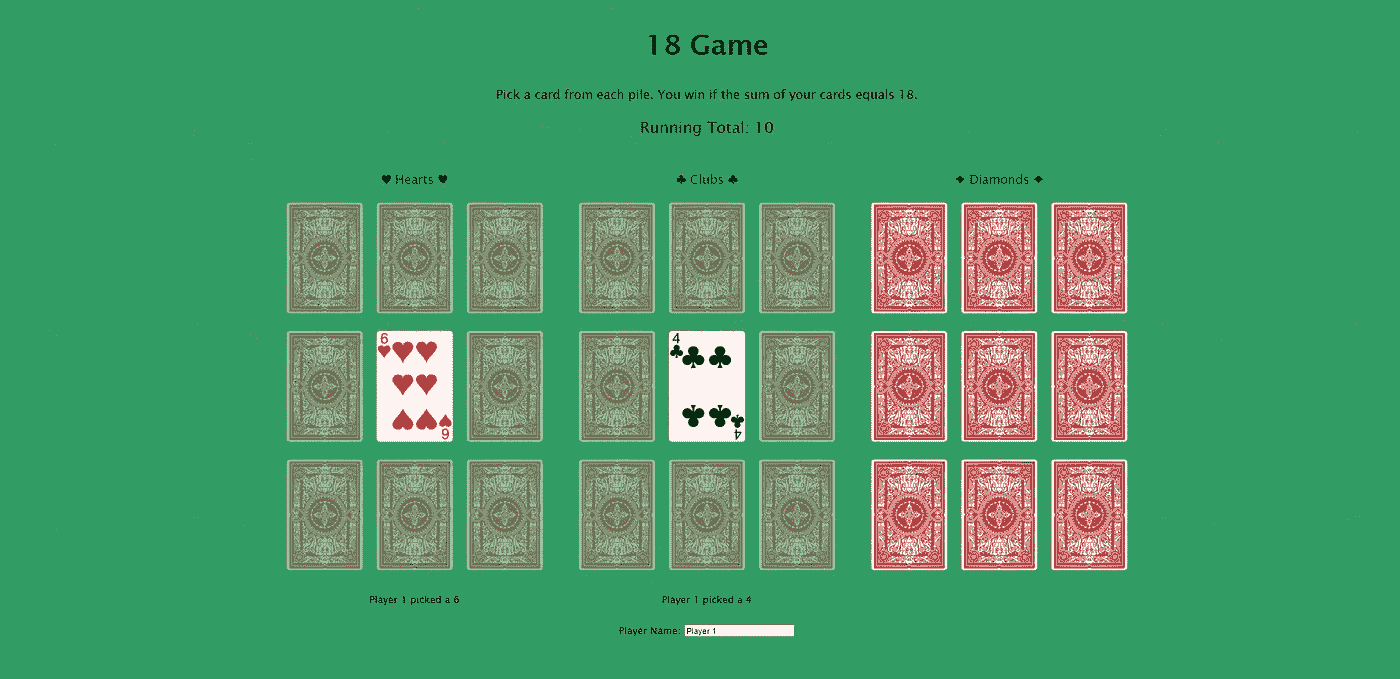 18 Game
Pick a card from each pile. You win if the sum of your cards equals 18.
Running Total: 10
♥ Hearts ♥
♣ Clubs ♣
♦ Diamonds ♦
6
6
4
4
Player 1 picked a 6
Player 1 picked a 4
Player Name: Player 1